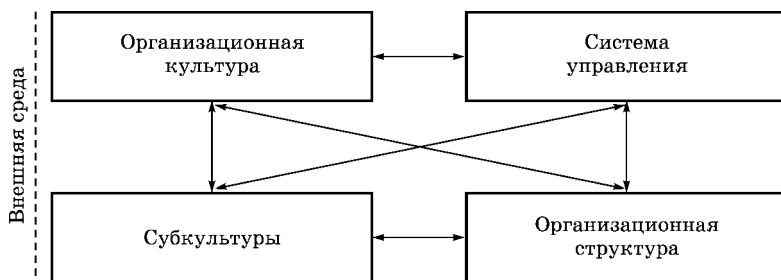 Внешняя среда
Организационная
культура
Система
управления
Субкультуры
Организационная
структура